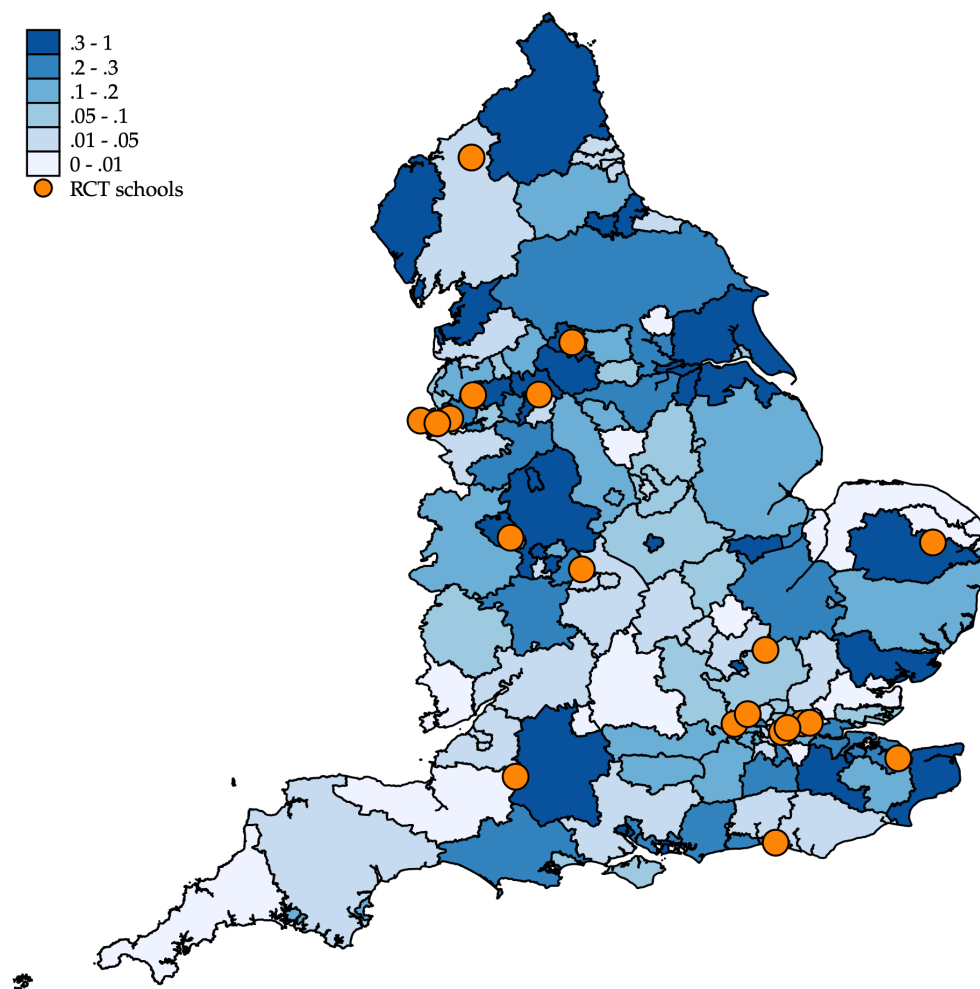 .3 - 1
.2 - .3
.1 - .2
.05 - .1
.01 - .05
0 - .01
RCT schools